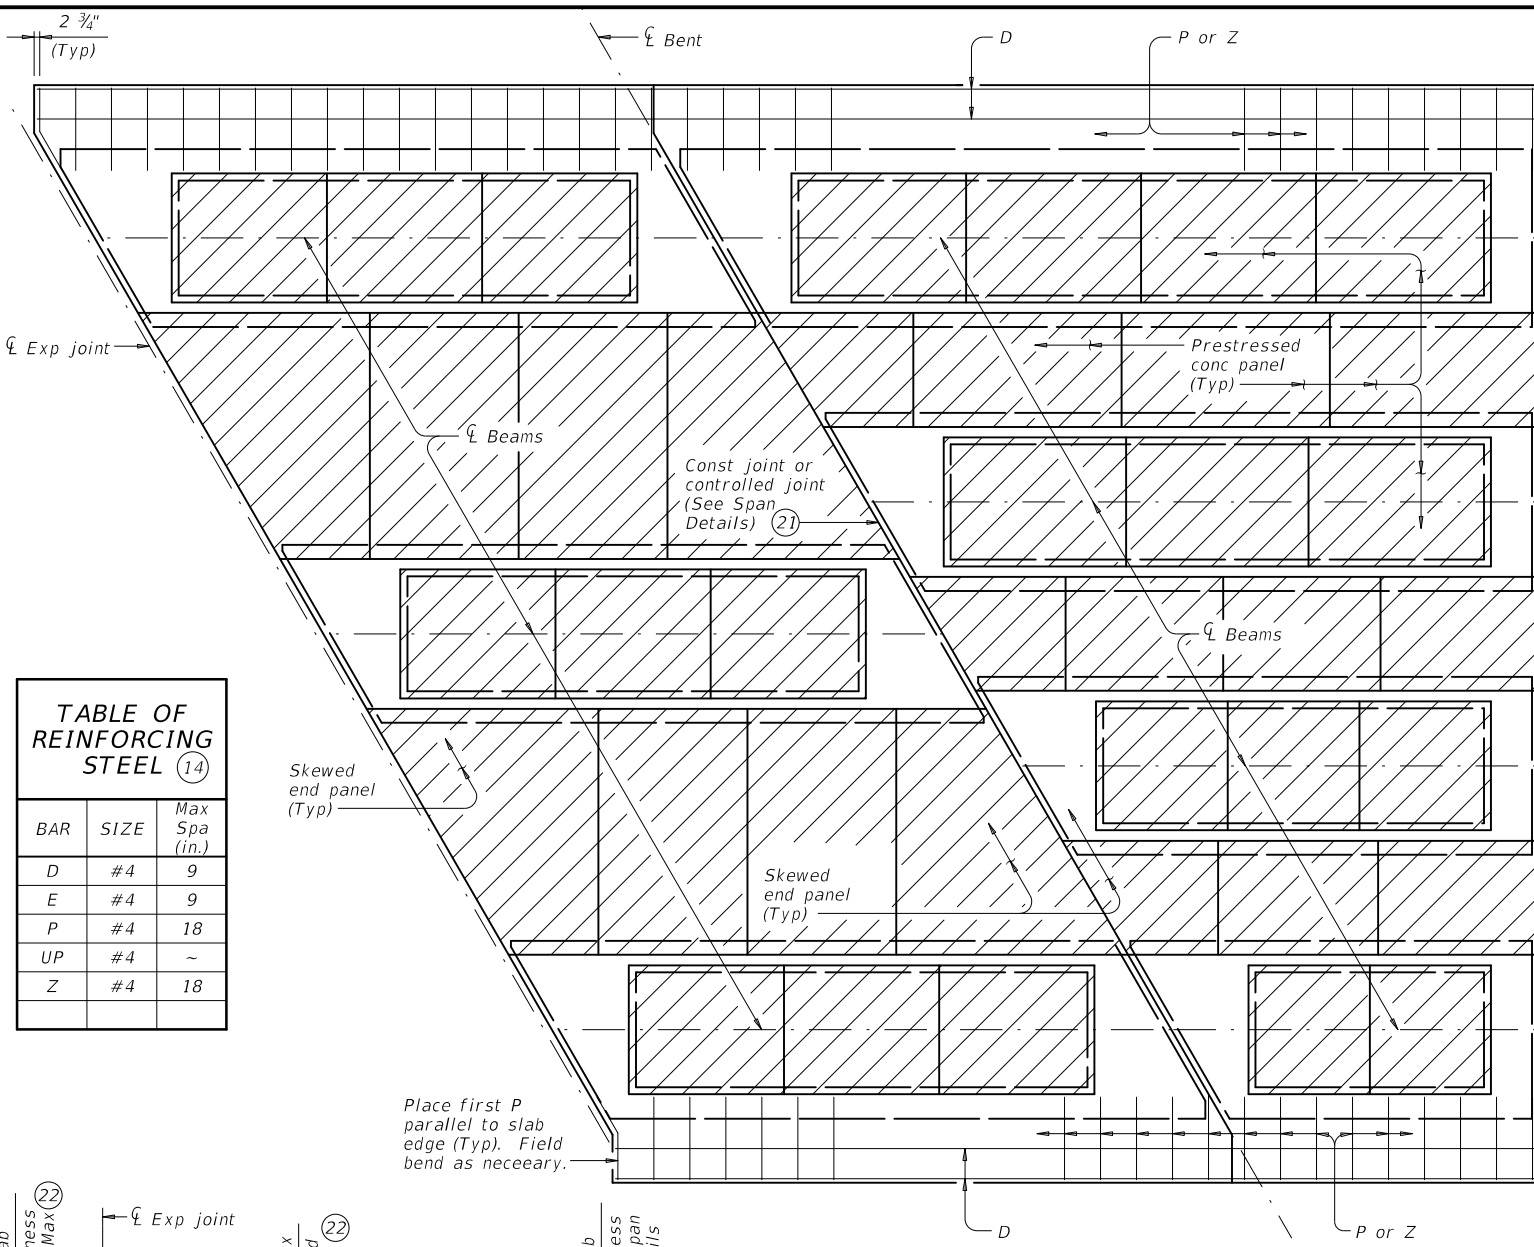 2 ¾"
(Typ)
℄ Bent
D
P or Z
℄ Exp joint
Prestressed
conc panel
(Typ)
℄ Beams
Const joint or
controlled joint
(See Span
Details) 21
℄ Beams
TABLE OF
REINFORCING
STEEL 14
BAR SIZE Max Spa (in.)
D #4 9
E #4 9
P #4 18
UP #4 ~
Z #4 18
Skewed
end panel
(Typ)
Skewed
end panel
(Typ)
Place first P
parallel to slab
edge (Typ). Field
bend as neceeary.
22
Max
℄ Exp joint
22
D
P or Z